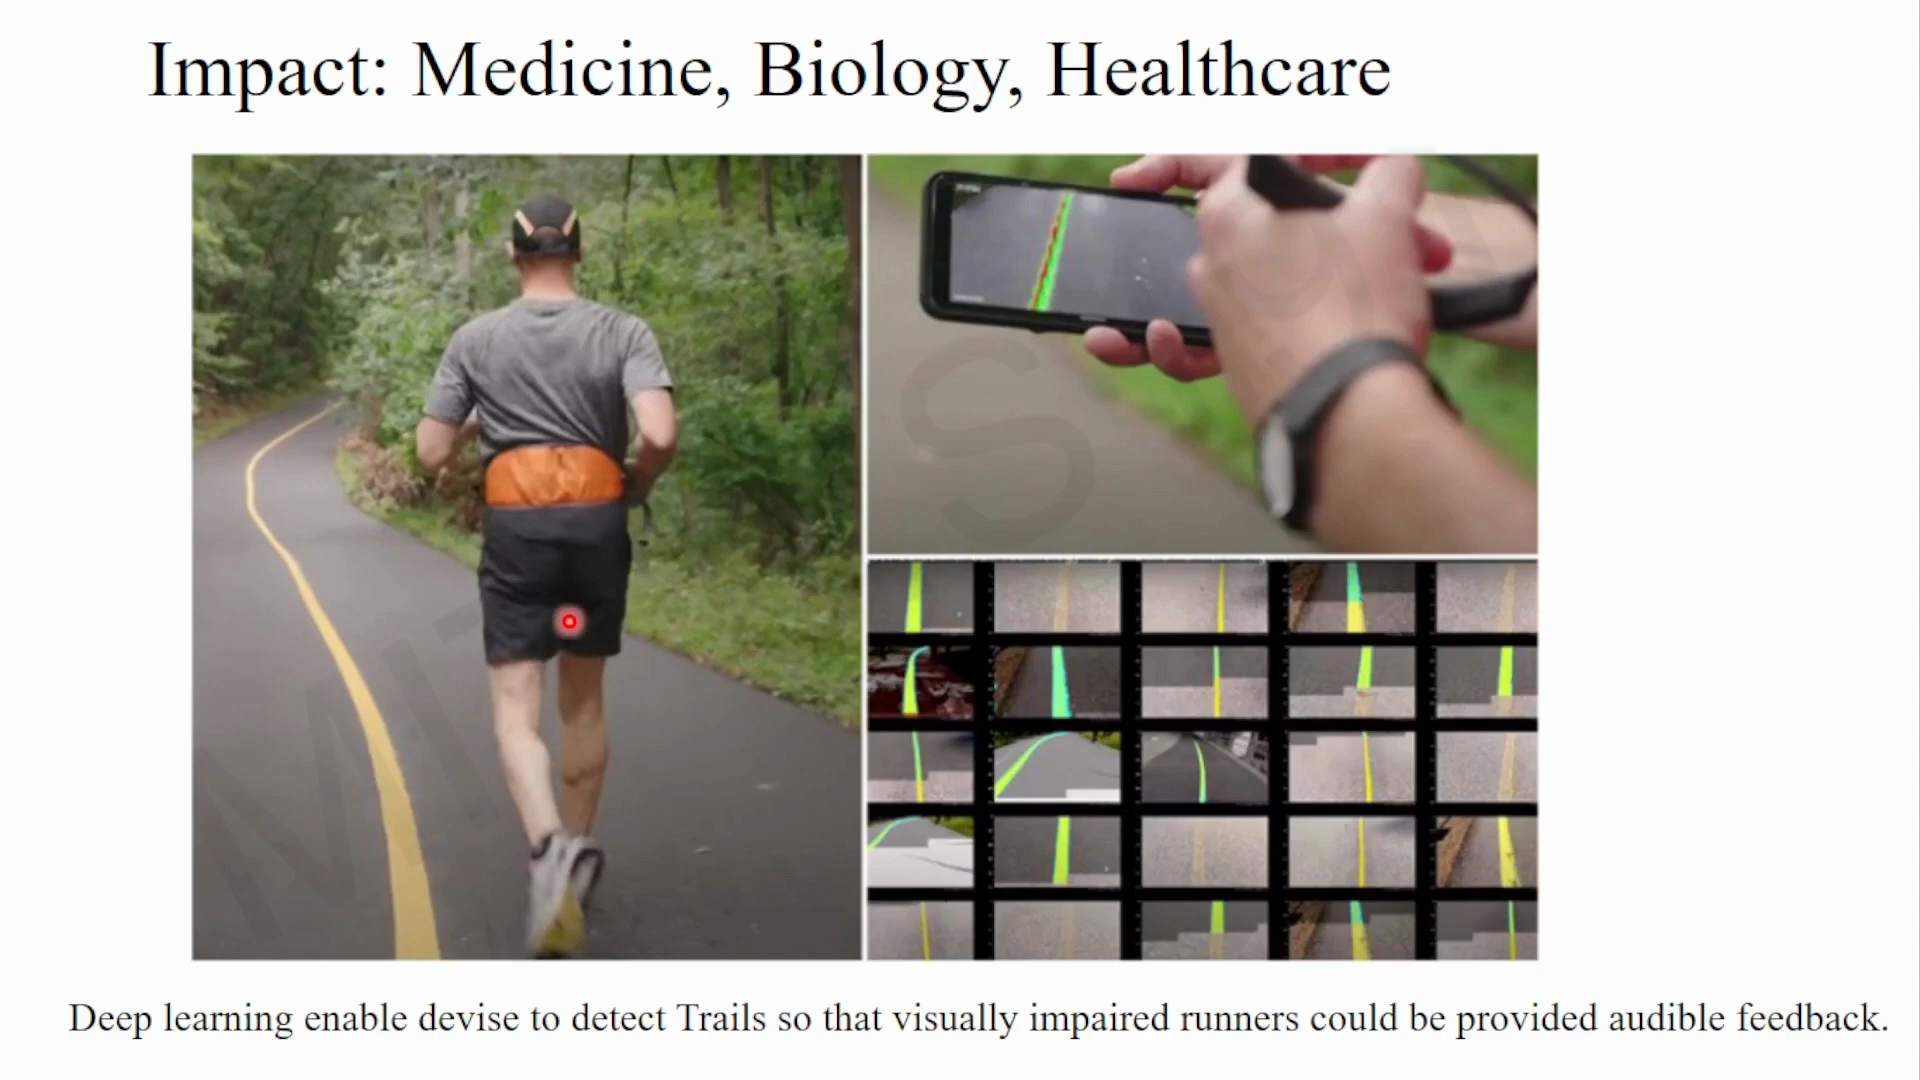 Impact: Medicine, Biology, Healthcare
Deep learning enable devise to detect Trails so that visually impaired runners could be provided audible feedback.